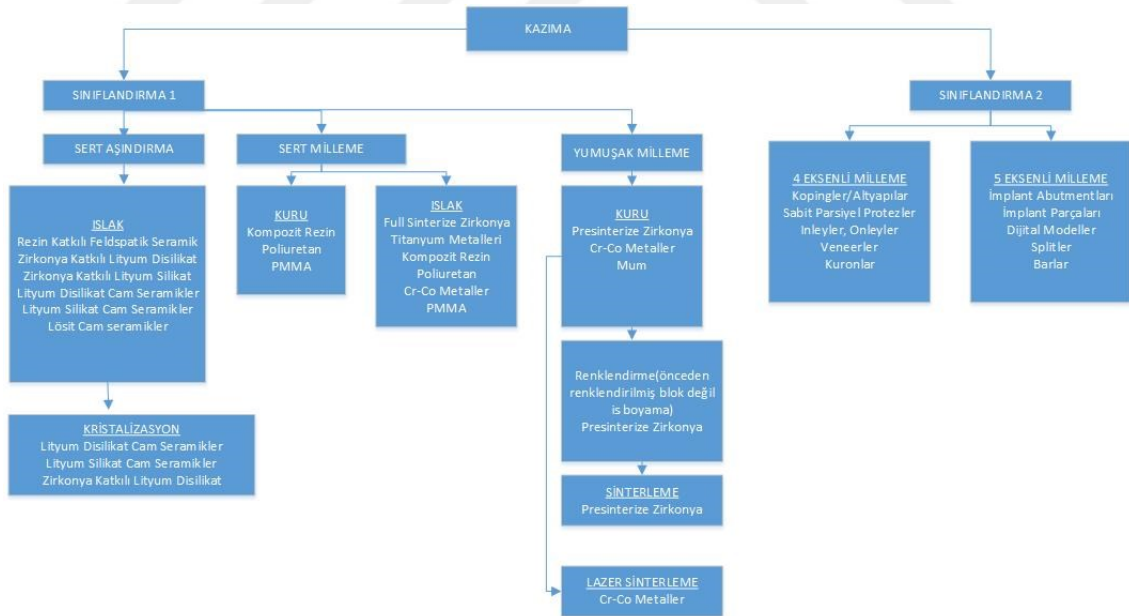 KAZIMA
SINIFLANDIRMA 1
SINIFLANDIRMA 2
SERT AŞINDIRMA
SERT MİLLEME
YUMUŞAK MİLLEME
ISLAK
Rezin Katkılı Feldspatik Seramik
Zirkonya Katkılı Lityum Disilikat
Zirkonya Katkılı Lityum Silikat
Lityum Disilikat Cam Seramikler
Lityum Silikat Cam Seramikler
Lösit Cam seramikler
KRİSTALİZASYON
Lityum Disilikat Cam Seramikler
Lityum Silikat Cam Seramikler
Zirkonya Katkılı Lityum Disilikat
KURU
Kompozit Rezin
Poliuretan
PMMA
ISLAK
Full Sinterize Zirkonya
Titanyum Metalleri
Kompozit Rezin
Poliuretan
Cr-Co Metaller
PMMA
KURU
Presinterize Zirkonya
Cr-Co Metaller
Mum
Renklendirme(önceden
renklendirilmiş blok değil
is boyama)
Presinterize Zirkonya
SİNTERLEME
Presinterize Zirkonya
LAZER SİNTERLEME
Cr-Co Metaller
4 EKSENLİ MİLLEME
Kopingler/Altyapılar
Sabit Parsiyel Protezler
Inleyler, Onleyler
Veneerler
Kuronlar
5 EKSENLİ MİLLEME
İmplant Abutmentları
İmplant Parçaları
Dijital Modeller
Splitler
Barlar